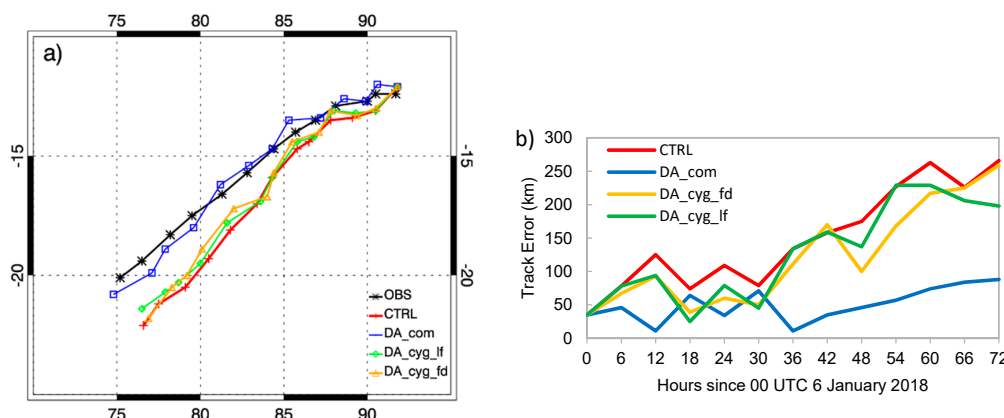 75 80 85 90
a)
-15 -15
-20 -20
OBS
CTRL
DA_com
DA_cyg_lf
DA_cyg_fd
75 80 85 90
b)
300
250
200
150
100
50
0
Track Error (km)
CTRL
DA_com
DA_cyg_fd
DA_cyg_lf
0 6 12 18 24 30 36 42 48 54 60 66 72
Hours since 00 UTC 6 January 2018